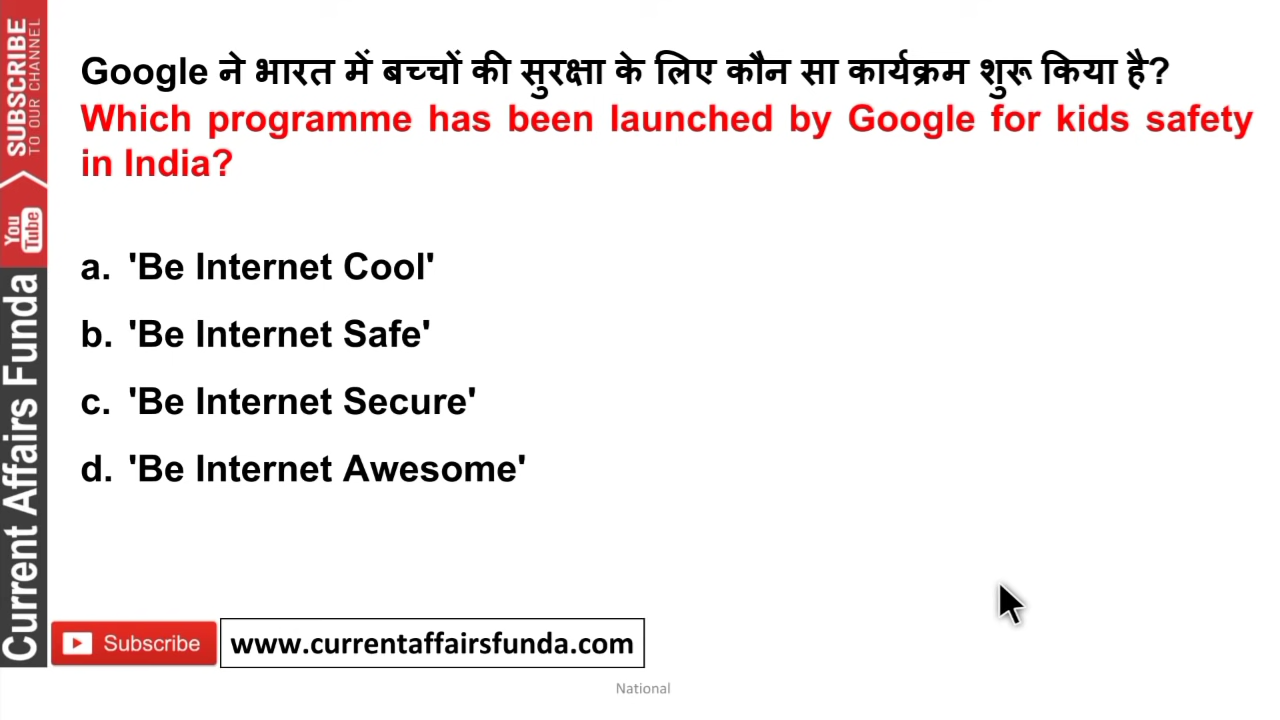 Google ने भारत में बच्चों की सुरक्षा के लिए कौन सा कार्यक्रम शुरू किया है?
Which programme has been launched by Google for kids safety
in India?
a. 'Be Internet Cool'
b. 'Be Internet Safe'
c. 'Be Internet Secure'
d. 'Be Internet Awesome'
SUBSCRIBE
TO OUR CHANNEL
You
Tube
Current Affairs Funda
Subscribe
www.currentaffairsfunda.com
National